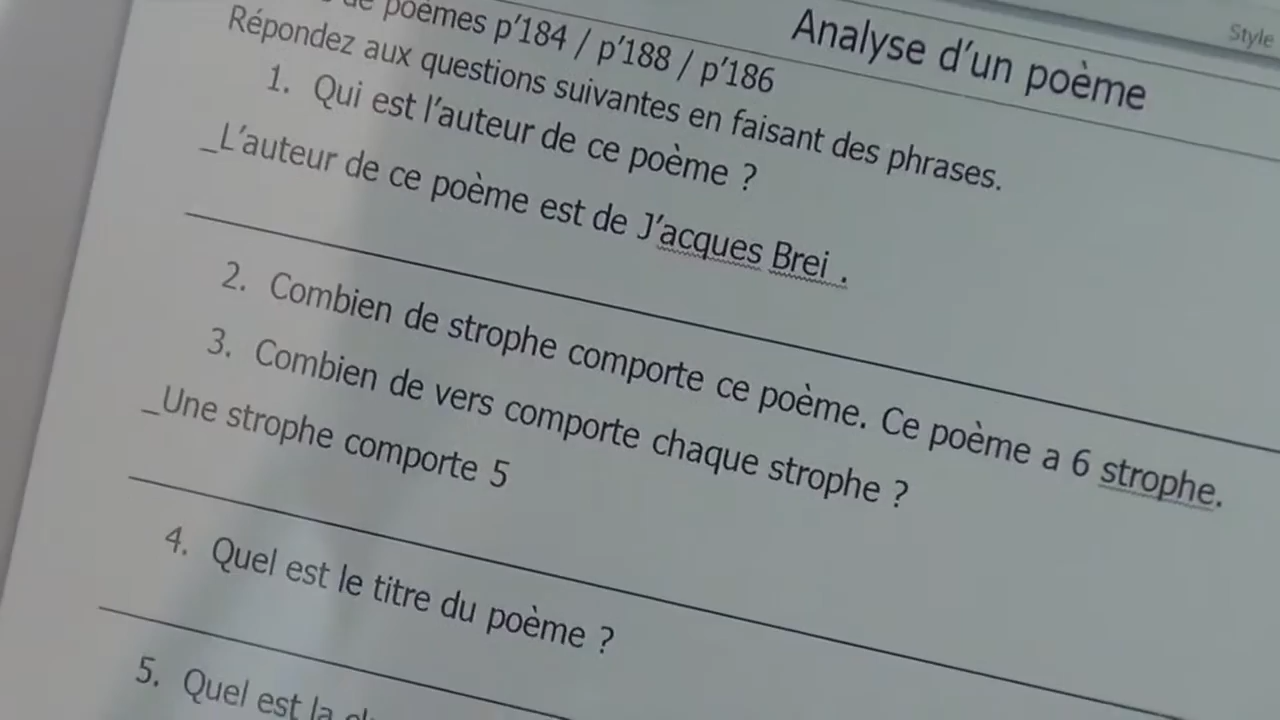 Style
Analyse d'un poème
de poèmes p'184 / p'188 / p'186
Répondez aux questions suivantes en faisant des phrases.
1. Qui est l'auteur de ce poème ?
_L'auteur de ce poème est de J'acques Brei .
2. Combien de strophe comporte ce poème. Ce poème a 6 strophe.
3. Combien de vers comporte chaque strophe ?
_Une strophe comporte 5
4. Quel est le titre du poème ?
5. Quel est la